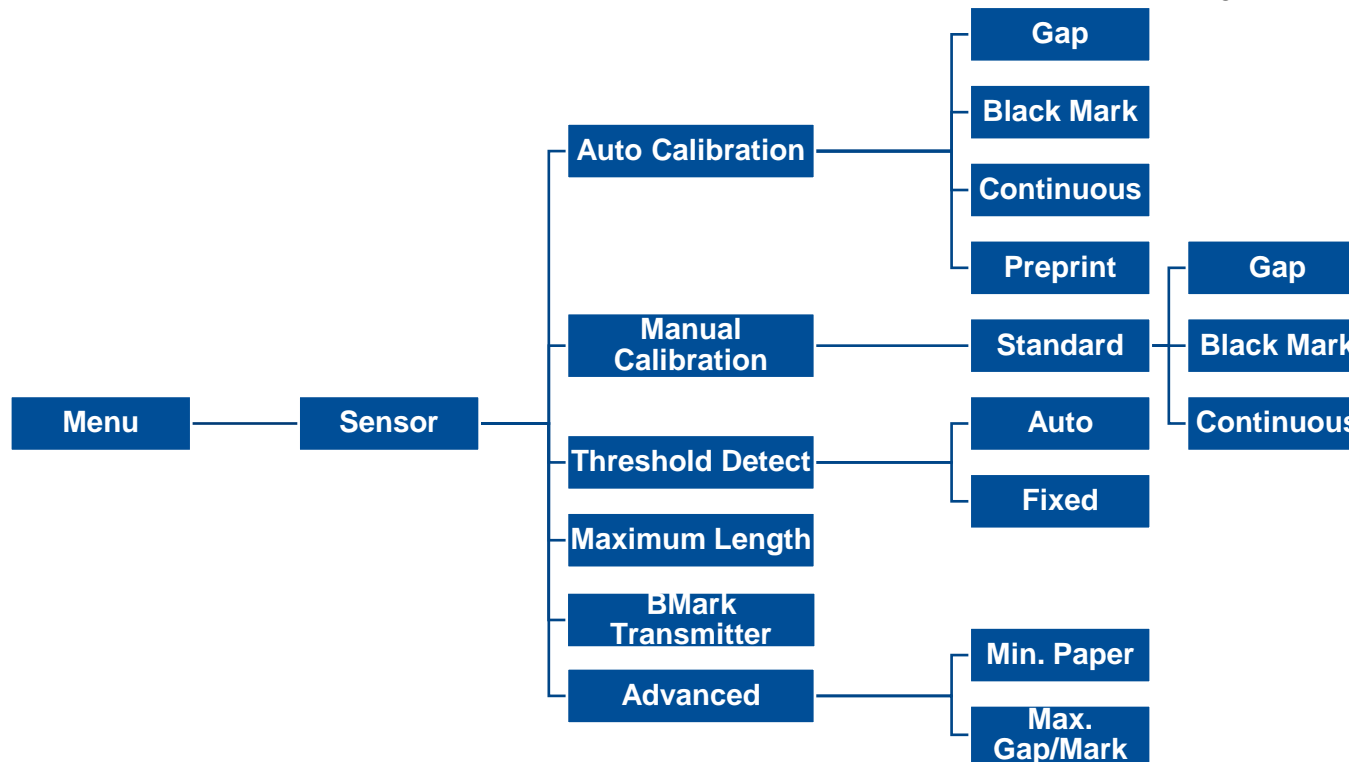 Gap
Black Mark
Auto Calibration
Continuous
Preprint
Gap
Manual
Calibration
Standard
Black Mark
Menu
Sensor
Auto
Continuous
Threshold Detect
Fixed
Maximum Length
BMark
Transmitter
Min. Paper
Advanced
Max.
Gap/Mark